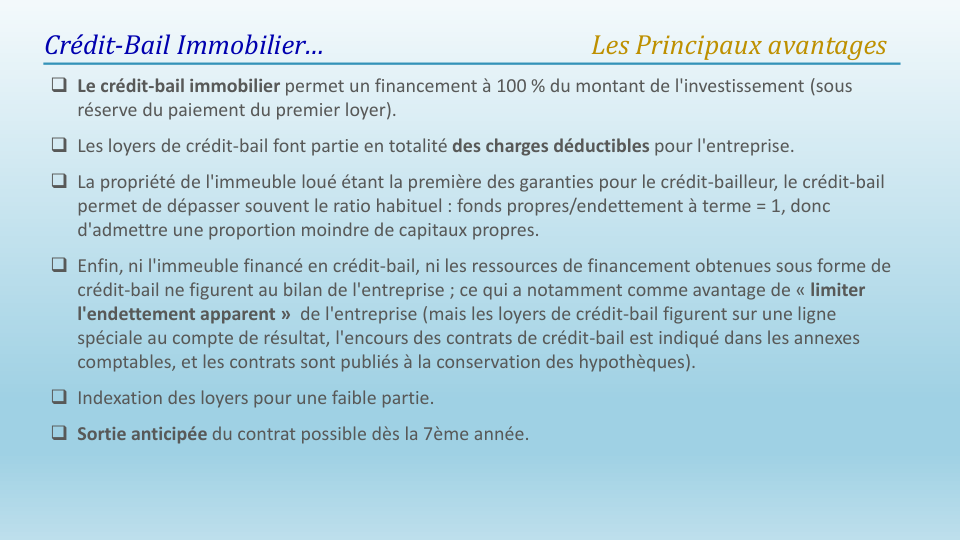 Crédit-Bail Immobilier… Les Principaux avantages
❑ Le crédit-bail immobilier permet un financement à 100 % du montant de l'investissement (sous
réserve du paiement du premier loyer).
❑ Les loyers de crédit-bail font partie en totalité des charges déductibles pour l'entreprise.
❑ La propriété de l'immeuble loué étant la première des garanties pour le crédit-bailleur, le crédit-bail
permet de dépasser souvent le ratio habituel : fonds propres/endettement à terme = 1, donc
d'admettre une proportion moindre de capitaux propres.
❑ Enfin, ni l'immeuble financé en crédit-bail, ni les ressources de financement obtenues sous forme de
crédit-bail ne figurent au bilan de l'entreprise ; ce qui a notamment comme avantage de « limiter
l'endettement apparent » de l'entreprise (mais les loyers de crédit-bail figurent sur une ligne
spéciale au compte de résultat, l'encours des contrats de crédit-bail est indiqué dans les annexes
comptables, et les contrats sont publiés à la conservation des hypothèques).
❑ Indexation des loyers pour une faible partie.
❑ Sortie anticipée du contrat possible dès la 7ème année.